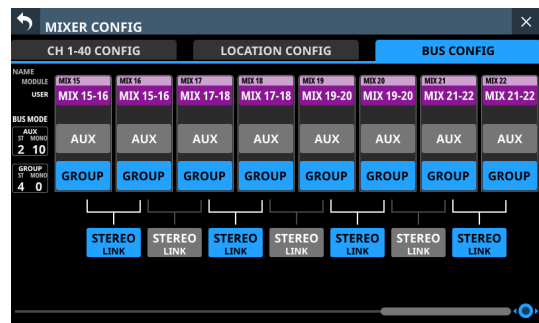 MIXER CONFIG
CH 1-40 CONFIG LOCATION CONFIG BUS CONFIG
NAME
MODULE MIX 15 MIX 16 MIX 17 MIX 18 MIX 19 MIX 20 MIX 21 MIX 22
USER MIX 15-16 MIX 15-16 MIX 17-18 MIX 17-18 MIX 19-20 MIX 19-20 MIX 21-22 MIX 21-22
BUS MODE
AUX
ST MONO
2 10
AUX AUX AUX AUX AUX AUX AUX AUX
GROUP
ST MONO
4 0
GROUP GROUP GROUP GROUP GROUP GROUP GROUP GROUP
STEREO STEREO STEREO STEREO STEREO STEREO STEREO
LINK LINK LINK LINK LINK LINK LINK